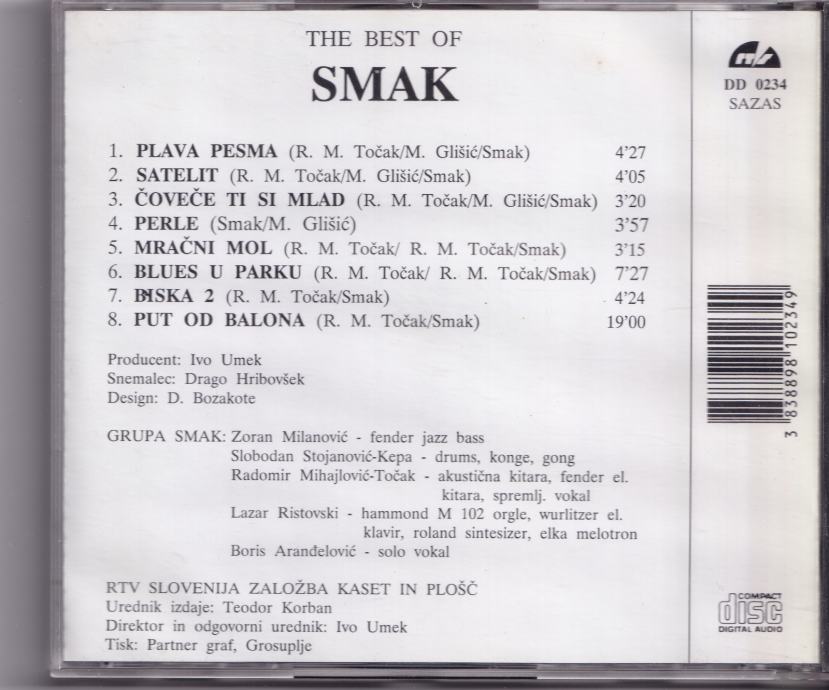 THE BEST OF
SMAK
1. PLAVA PESMA (R. M. Točak/M. Glišić/Smak) 4'27
2. SATELIT (R. M. Točak/M. Glišić/Smak) 4'05
3. ČOVEČE TI SI MLAD (R. M. Točak/M. Glišić/Smak) 3'20
4. PERLE (Smak/M. Glišić) 3'57
5. MRAČNI MOL (R. M. Točak/ R. M. Točak/Smak) 3'15
6. BLUES U PARKU (R. M. Točak/ R. M. Točak/Smak) 7'27
7. BISKA 2 (R. M. Točak/Smak) 4'24
8. PUT OD BALONA (R. M. Točak/Smak) 19'00
Producent: Ivo Umek
Snemalec: Drago Hribovšek
Design: D. Bozakote
GRUPA SMAK: Zoran Milanović - fender jazz bass
Slobodan Stojanović-Kepa - drums, konge, gong
Radomir Mihajlović-Točak - akustična kitara, fender el.
kitara, spremlj. vokal
Lazar Ristovski - hammond M 102 orgle, wurlitzer el.
klavir, roland sintesizer, elka melotron
Boris Aranđelović - solo vokal
RTV SLOVENIJA ZALOŽBA KASET IN PLOŠČ
Urednik izdaje: Teodor Korban
Direktor in odgovorni urednik: Ivo Umek
Tisk: Partner graf, Grosuplje
DD 0234
SAZAS
3 838898 102349
COMPACT
disc
DIGITAL AUDIO